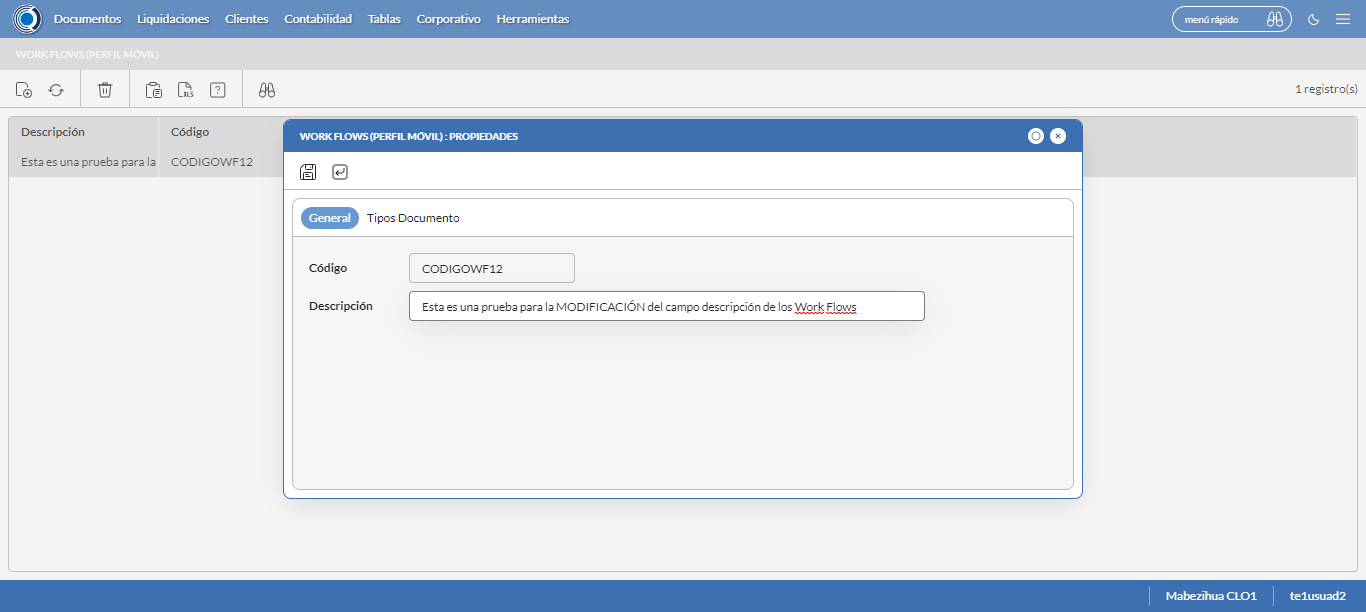 Documentos Liquidaciones Clientes Contabilidad Tablas Corporativo Herramientas menú rápido
WORK FLOWS (PERFIL MÓVIL)
XLS ? 1 registro(s)
Descripción Código
Esta es una prueba para la CODIGOWF12
WORK FLOWS (PERFIL MÓVIL) : PROPIEDADES
General Tipos Documento
Código CODIGOWF12
Descripción Esta es una prueba para la MODIFICACIÓN del campo descripción de los Work Flows
Mabezihua CLO1 te1usuad2